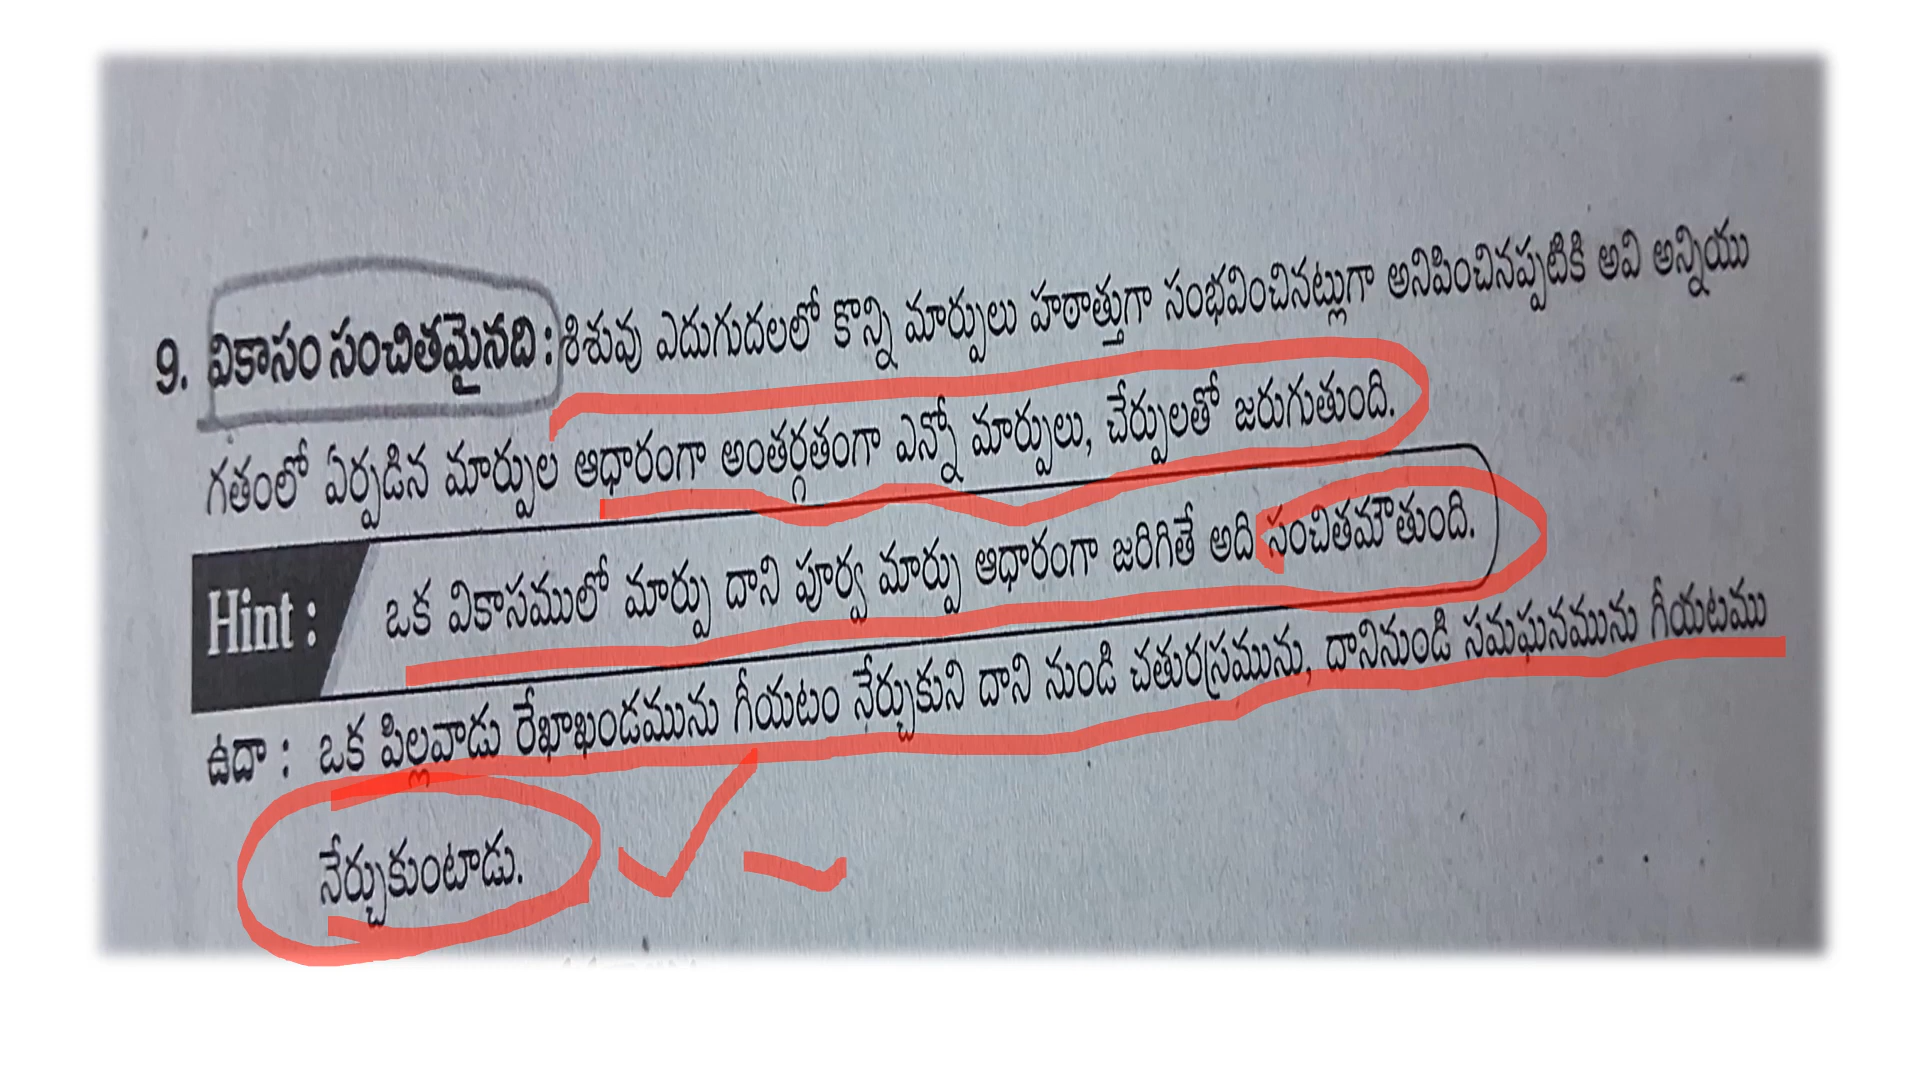 9. వికాసం సంచితమైనది : శిశువు ఎదుగుదలలో కొన్ని మార్పులు హఠాత్తుగా సంభవించినట్లుగా అనిపించినప్పటికి అవి అన్నియు
గతంలో ఏర్పడిన మార్పుల ఆధారంగా అంతర్గతంగా ఎన్నో మార్పులు, చేర్పులతో జరుగుతుంది.
Hint : ఒక వికాసములో మార్పు దాని పూర్వ మార్పు ఆధారంగా జరిగితే అది సంచితమౌతుంది.
ఉదా : ఒక పిల్లవాడు రేఖాఖండమును గీయటం నేర్చుకుని దాని నుండి చతురస్రమును, దానినుండి సమఘనమును గీయటము
నేర్చుకుంటాడు.